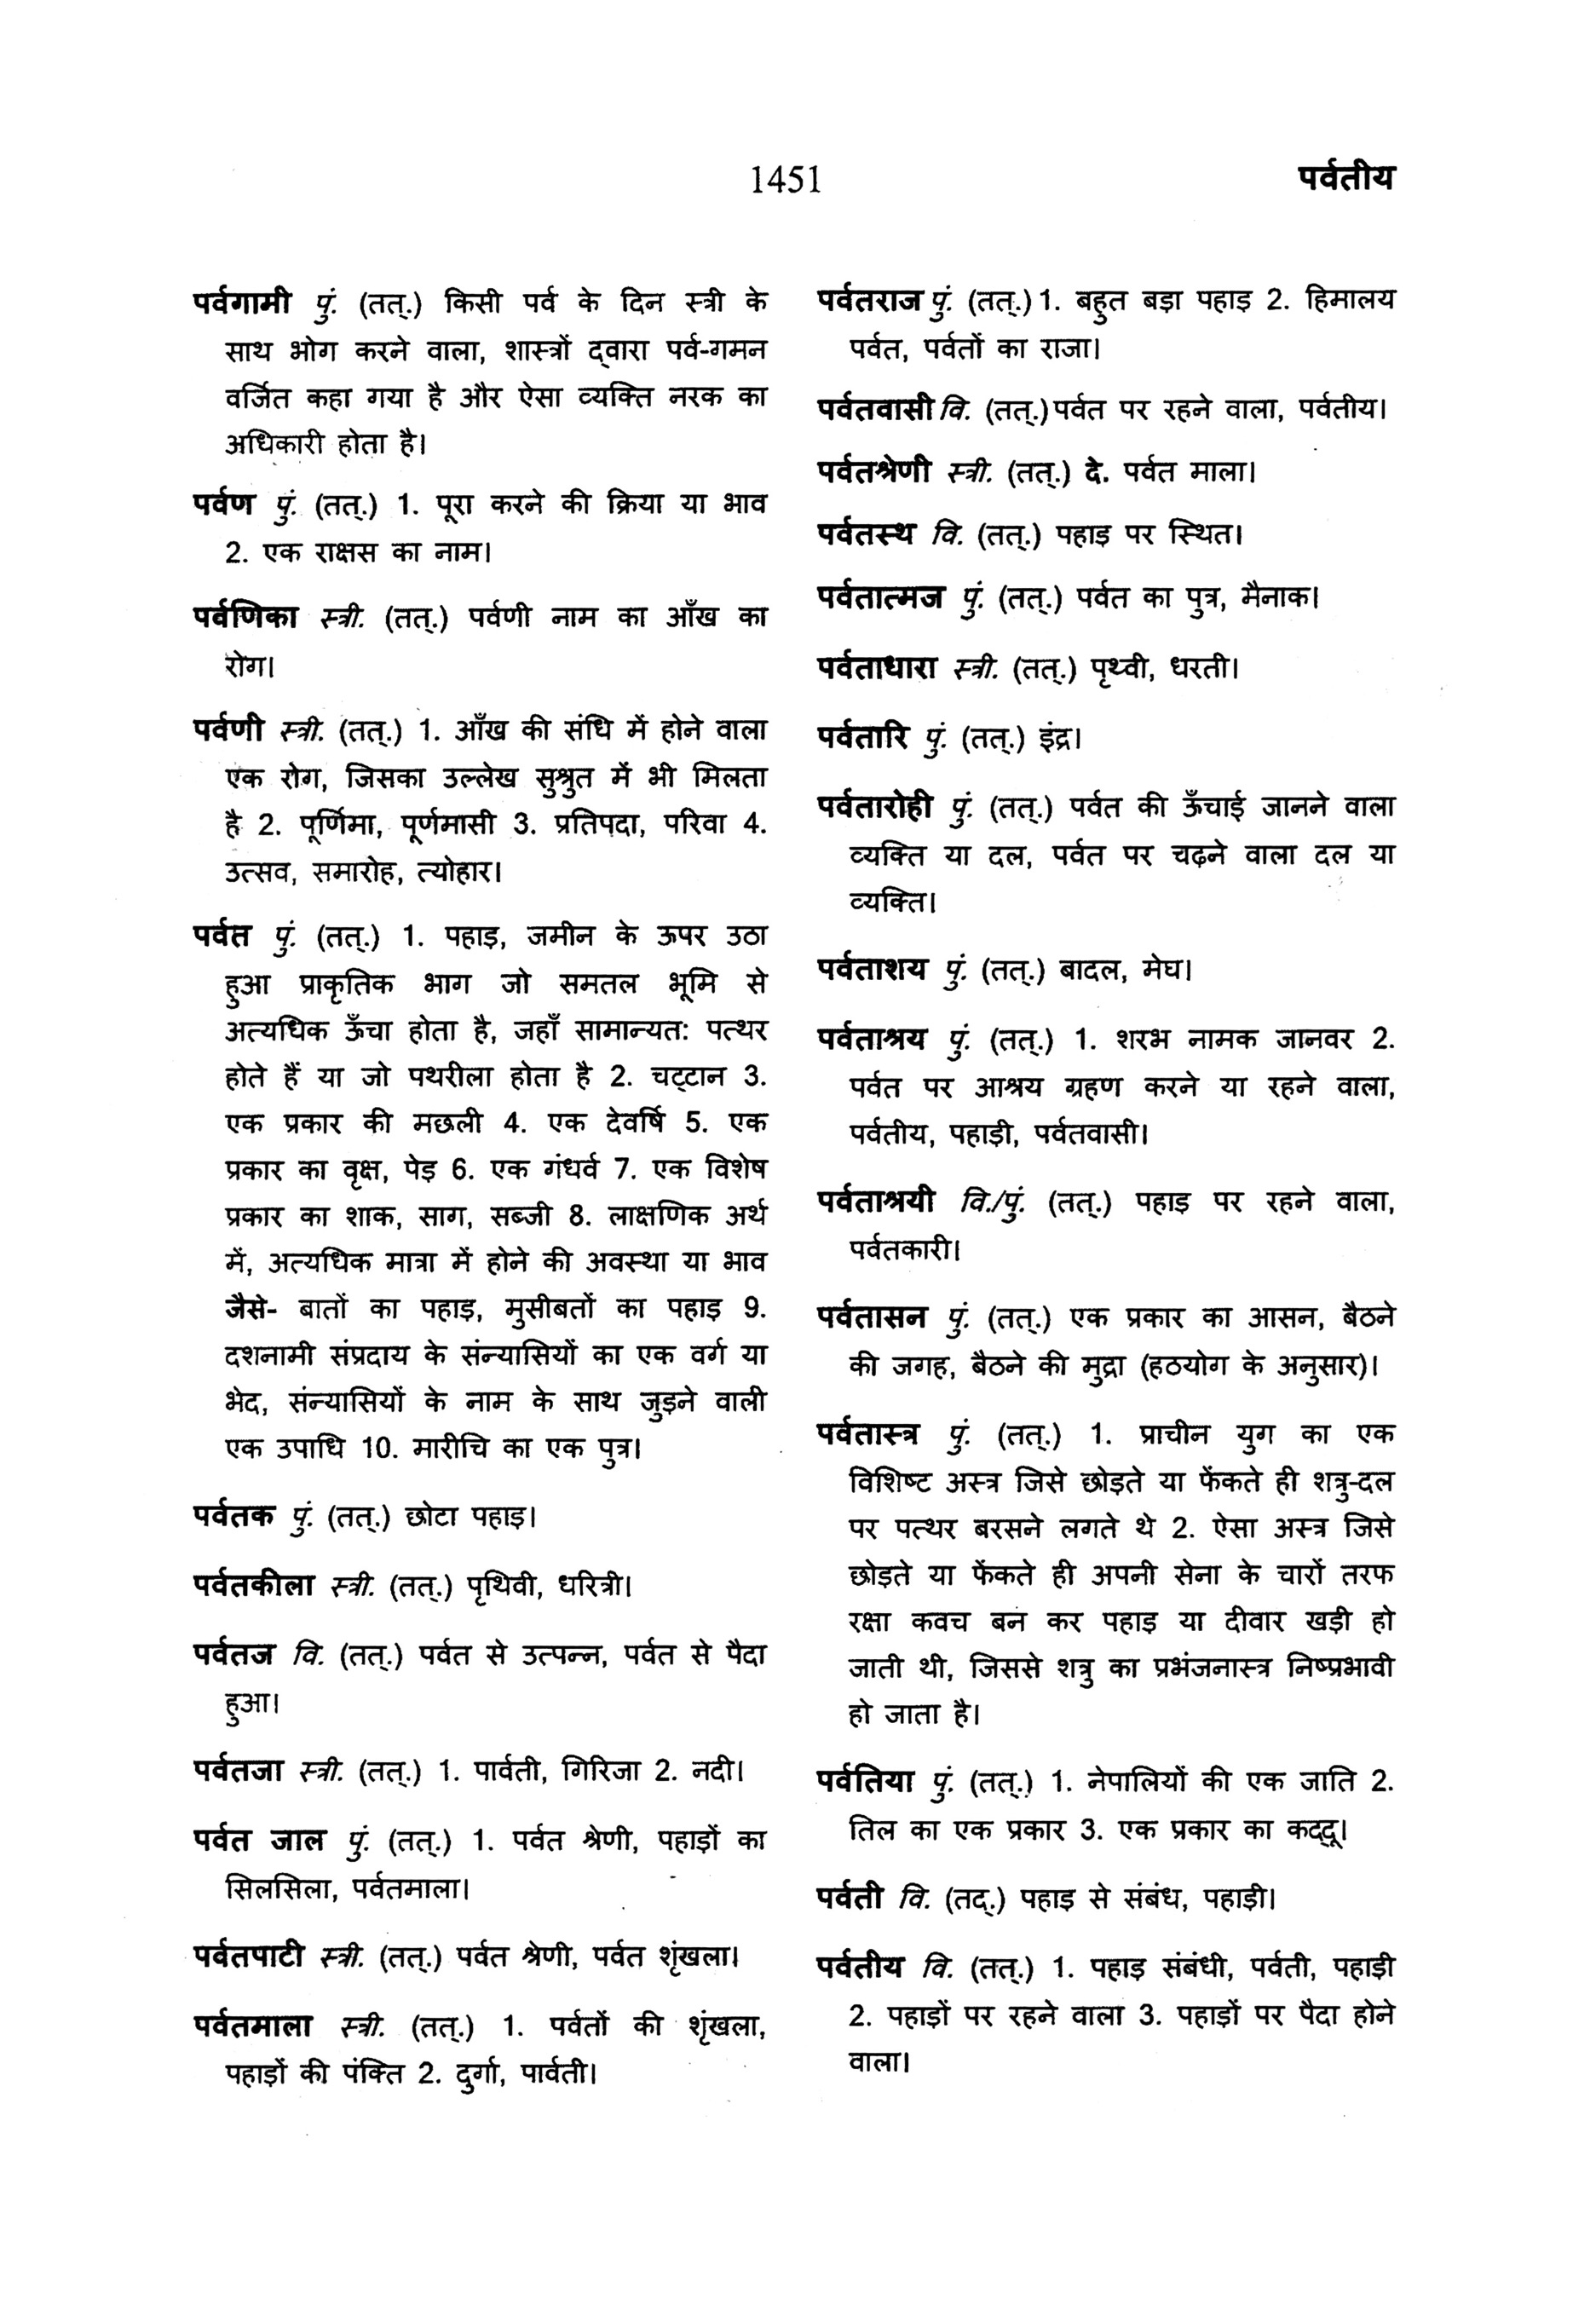 1451
पर्वतीय
पर्वगामी पुं. (तत्.) किसी पर्व के दिन स्त्री के
साथ भोग करने वाला, शास्त्रों द्‌वारा पर्व-गमन
वर्जित कहा गया है और ऐसा व्यक्ति नरक का
अधिकारी होता है।
पर्वण पुं. (तत्.) 1. पूरा करने की क्रिया या भाव
2. एक राक्षस का नाम।
पर्वणिका स्त्री. (तत्.) पर्वणी नाम का आँख का
रोग।
पर्वणी स्त्री. (तत्.) 1. आँख की संधि में होने वाला
एक रोग, जिसका उल्लेख सुश्रुत में भी मिलता
है 2. पूर्णिमा, पूर्णमासी 3. प्रतिपदा, परिवा 4.
उत्सव, समारोह, त्योहार।
पर्वत पुं. (तत्.) 1. पहाड़, जमीन के ऊपर उठा
हुआ प्राकृतिक भाग जो समतल भूमि से
अत्यधिक ऊँचा होता है, जहाँ सामान्यत: पत्थर
होते हैं या जो पथरीला होता है 2. चट्‌टान 3.
एक प्रकार की मछली 4. एक देवर्षि 5. एक
प्रकार का वृक्ष, पेड़ 6. एक गंधर्व 7. एक विशेष
प्रकार का शाक, साग, सब्जी 8. लाक्षणिक अर्थ
में, अत्यधिक मात्रा में होने की अवस्था या भाव
जैसे- बातों का पहाड़, मुसीबतों का पहाड़ 9.
दशनामी संप्रदाय के संन्यासियों का एक वर्ग या
भेद, संन्यासियों के नाम के साथ जुड़ने वाली
एक उपाधि 10. मारीचि का एक पुत्र।
पर्वतक पुं. (तत्.) छोटा पहाड़।
पर्वतकीला स्त्री. (तत्.) पृथिवी, धरित्री।
पर्वतज वि. (तत्.) पर्वत से उत्पन्न, पर्वत से पैदा
हुआ।
पर्वतजा स्त्री. (तत्.) 1. पार्वती, गिरिजा 2. नदी।
पर्वत जाल पुं. (तत्.) 1. पर्वत श्रेणी, पहाड़ों का
सिलसिला, पर्वतमाला।
पर्वतपाटी स्त्री. (तत्.) पर्वत श्रेणी, पर्वत शृंखला।
पर्वतमाला स्त्री. (तत्.) 1. पर्वतों की शृंखला,
पहाड़ों की पंक्ति 2. दुर्गा, पार्वती।
पर्वतराज पुं. (तत्.) 1. बहुत बड़ा पहाड़ 2. हिमालय
पर्वत, पर्वतों का राजा।
पर्वतवासी वि. (तत्.) पर्वत पर रहने वाला, पर्वतीय।
पर्वतश्रेणी स्त्री. (तत्.) दे. पर्वत माला।
पर्वतस्थ वि. (तत्.) पहाड़ पर स्थित।
पर्वतात्मज पुं. (तत्.) पर्वत का पुत्र, मैनाक।
पर्वताधारा स्त्री. (तत्.) पृथ्वी, धरती।
पर्वतारि पुं. (तत्.) इंद्र।
पर्वतारोही पुं. (तत्.) पर्वत की ऊँचाई जानने वाला
व्यक्ति या दल, पर्वत पर चढ़ने वाला दल या
व्यक्ति।
पर्वताशय पुं. (तत्.) बादल, मेघ।
पर्वताश्रय पुं. (तत्.) 1. शरभ नामक जानवर 2.
पर्वत पर आश्रय ग्रहण करने या रहने वाला,
पर्वतीय, पहाड़ी, पर्वतवासी।
पर्वताश्रयी वि./पुं. (तत्.) पहाड़ पर रहने वाला,
पर्वतकारी।
पर्वतासन पुं. (तत्.) एक प्रकार का आसन, बैठने
की जगह, बैठने की मुद्रा (हठयोग के अनुसार)।
पर्वतास्त्र पुं. (तत्.) 1. प्राचीन युग का एक
विशिष्ट अस्त्र जिसे छोड़ते या फेंकते ही शत्रु-दल
पर पत्थर बरसने लगते थे 2. ऐसा अस्त्र जिसे
छोड़ते या फेंकते ही अपनी सेना के चारों तरफ
रक्षा कवच बन कर पहाड़ या दीवार खड़ी हो
जाती थी, जिससे शत्रु का प्रभंजनास्त्र निष्प्रभावी
हो जाता है।
पर्वतिया पुं. (तत्.) 1. नेपालियों की एक जाति 2.
तिल का एक प्रकार 3. एक प्रकार का कद्‌दू।
पर्वती वि. (तद्.) पहाड़ से संबंध, पहाड़ी।
पर्वतीय वि. (तत्.) 1. पहाड़ संबंधी, पर्वती, पहाड़ी
2. पहाड़ों पर रहने वाला 3. पहाड़ों पर पैदा होने
वाला।